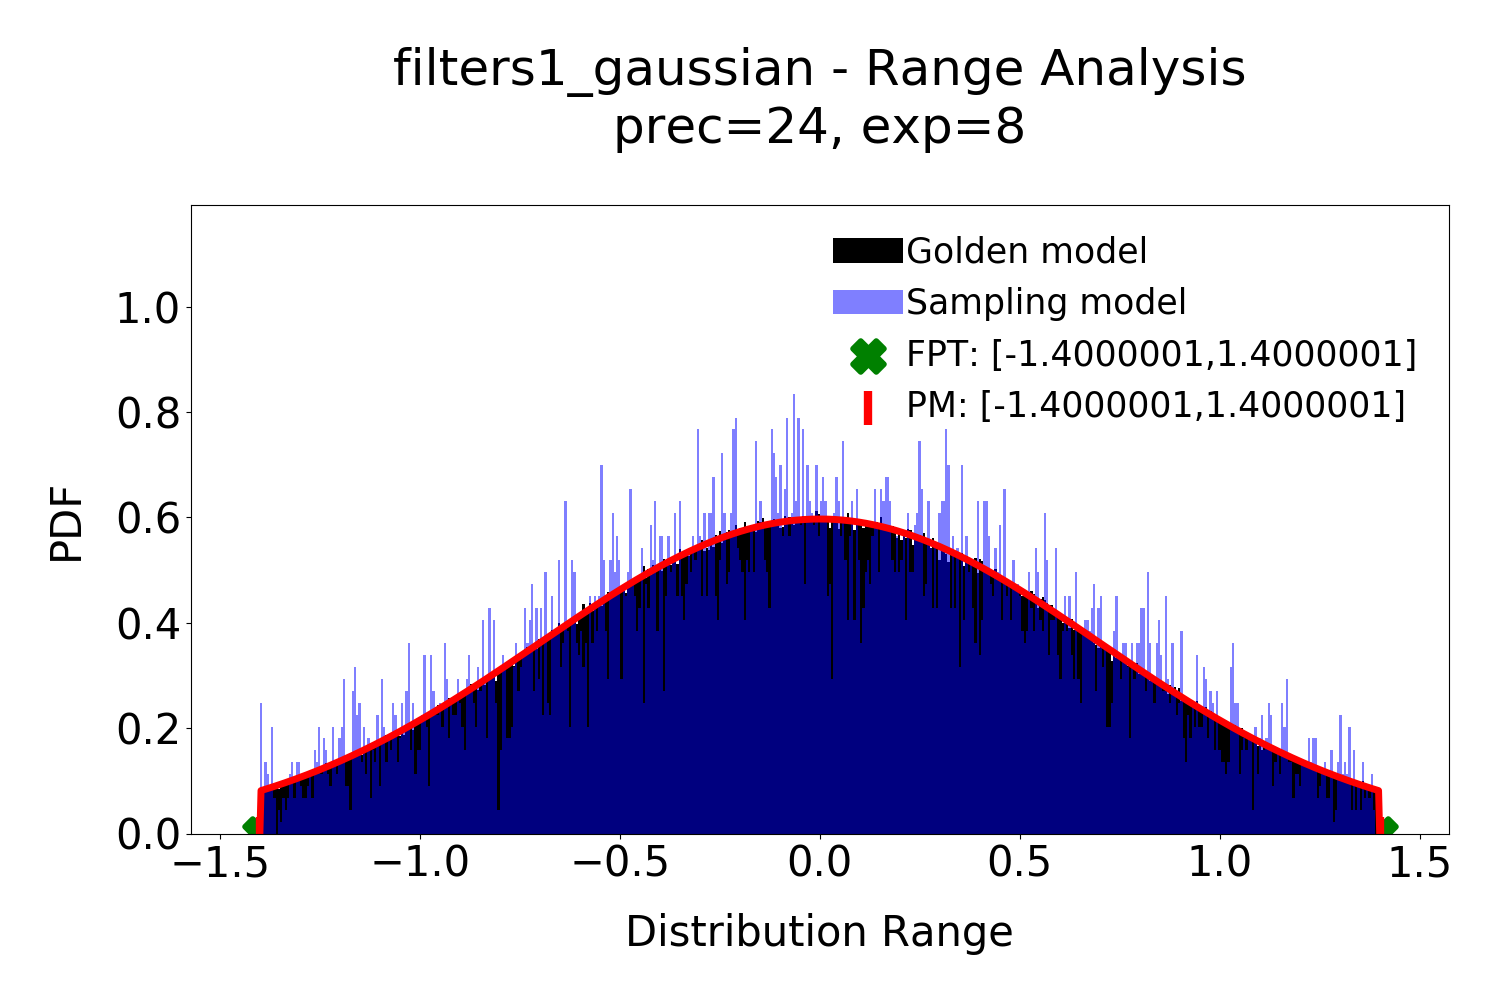 filters1_gaussian - Range Analysis
prec=24, exp=8
Golden model
Sampling model
FPT: [-1.4000001,1.4000001]
PM: [-1.4000001,1.4000001]
PDF
1.0
0.8
0.6
0.4
0.2
0.0
−1.5 −1.0 −0.5 0.0 0.5 1.0 1.5
Distribution Range